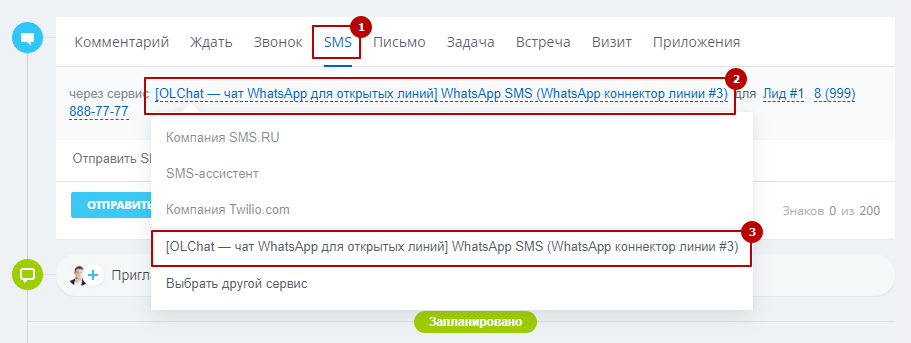 Комментарий Ждать Звонок SMS Письмо Задача Встреча Визит Приложения
1
2
через сервис [OLChat — чат WhatsApp для открытых линий] WhatsApp SMS (WhatsApp коннектор линии #3) для Лид #1 8 (999)
888-77-77
Компания SMS.RU
Отправить
SMS-ассистент
ОТПРАВИТЬ
Компания Twilio.com
Знаков 0 из 200
3
[OLChat — чат WhatsApp для открытых линий] WhatsApp SMS (WhatsApp коннектор линии #3)
Выбрать другой сервис
Запланировано